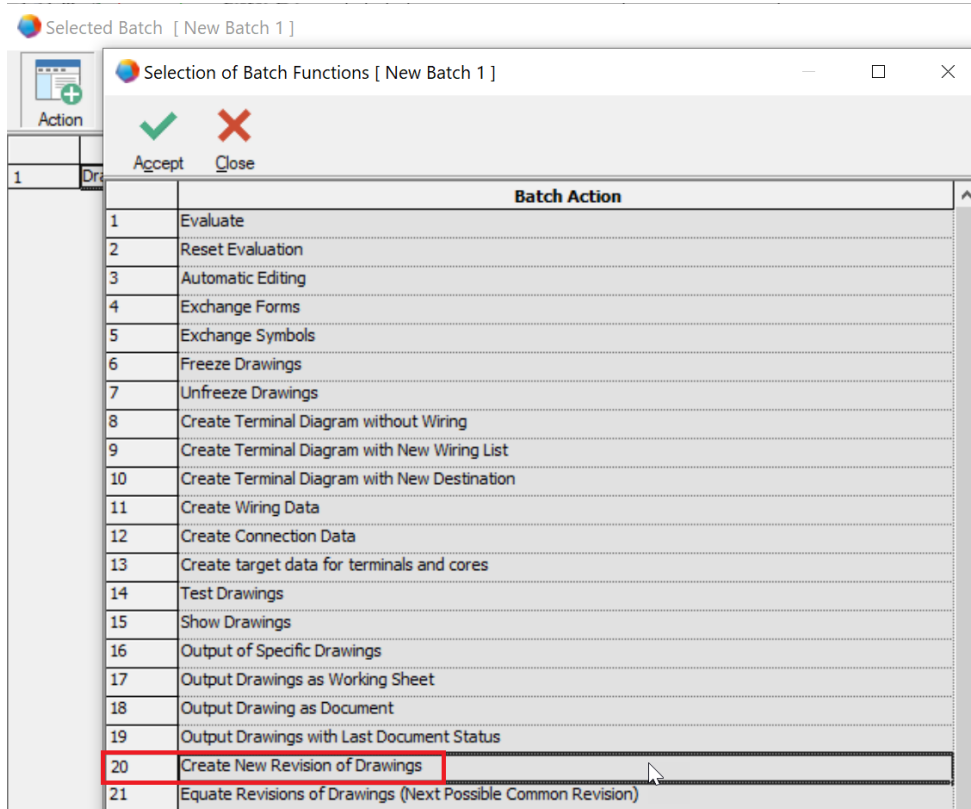 Selected Batch [ New Batch 1 ]
Selection of Batch Functions [ New Batch 1 ]
Action
Accept Close
Batch Action
1
1 Evaluate
2 Reset Evaluation
3 Automatic Editing
4 Exchange Forms
5 Exchange Symbols
6 Freeze Drawings
7 Unfreeze Drawings
8 Create Terminal Diagram without Wiring
9 Create Terminal Diagram with New Wiring List
10 Create Terminal Diagram with New Destination
11 Create Wiring Data
12 Create Connection Data
13 Create target data for terminals and cores
14 Test Drawings
15 Show Drawings
16 Output of Specific Drawings
17 Output Drawings as Working Sheet
18 Output Drawing as Document
19 Output Drawings with Last Document Status
20 Create New Revision of Drawings
21 Equate Revisions of Drawings (Next Possible Common Revision)